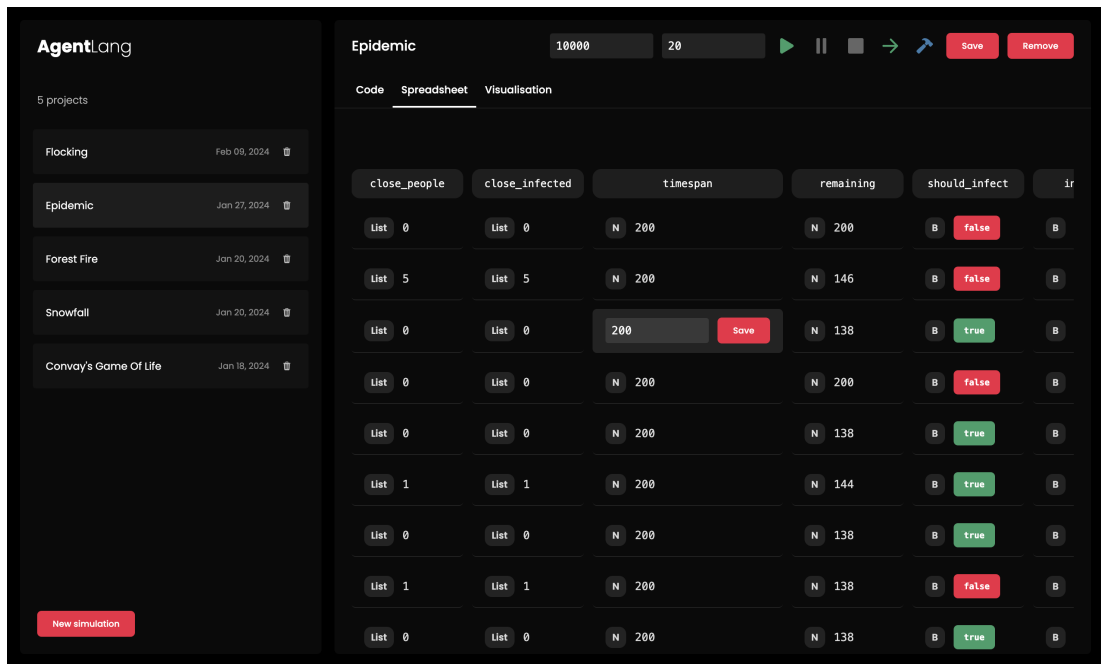 AgentLang
5 projects
Flocking Feb 09, 2024
Epidemic Jan 27, 2024
Forest Fire Jan 20, 2024
Snowfall Jan 20, 2024
Convay's Game Of Life Jan 18, 2024
New simulation
Epidemic 10000 20 Save Remove
Code Spreadsheet Visualisation
close_people close_infected timespan remaining should_infect in
List 0 List 0 N 200 N 200 B false B
List 5 List 5 N 200 N 146 B false B
List 0 List 0 200 Save N 138 B true B
List 0 List 0 N 200 N 200 B false B
List 0 List 0 N 200 N 138 B true B
List 1 List 1 N 200 N 144 B true B
List 0 List 0 N 200 N 138 B true B
List 1 List 1 N 200 N 138 B false B
List 0 List 0 N 200 N 138 B true B